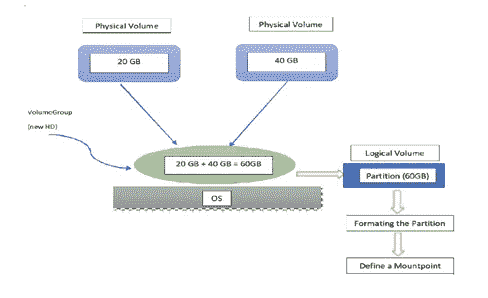 Physical Volume
Physical Volume
20 GB
40 GB
VolumeGroup
(new HD)
20 GB + 40 GB = 60GB
OS
Logical Volume
Partition (60GB)
Formating the Partition
Define a Mountpoint